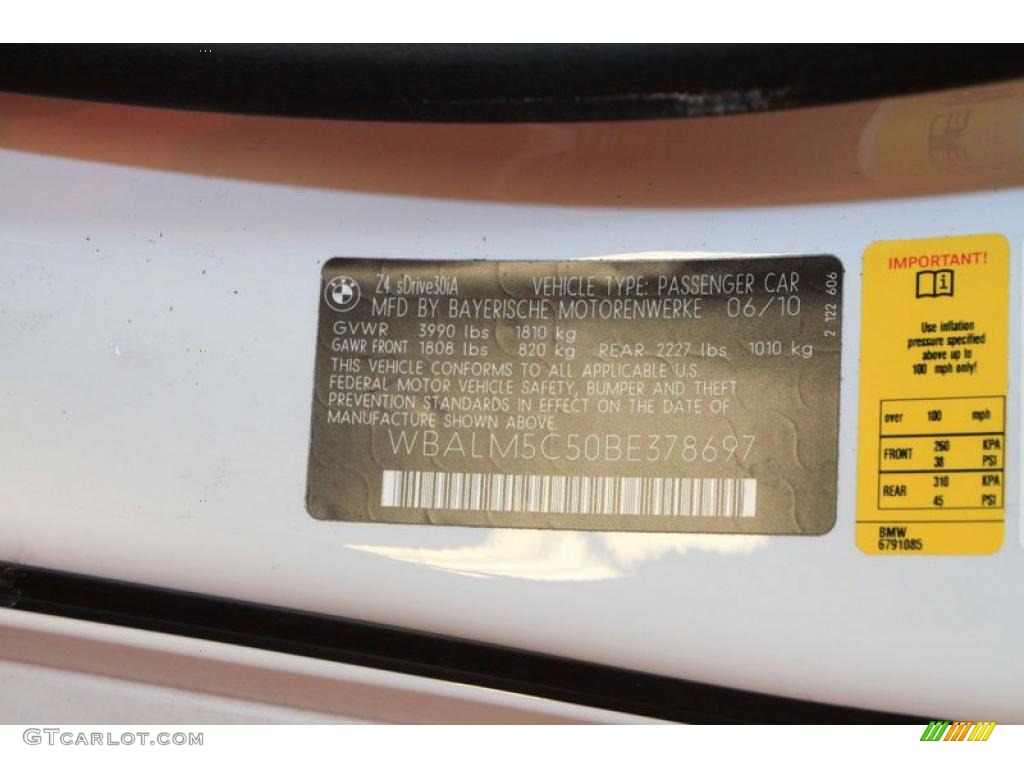 Z4 sDrive30iA VEHICLE TYPE: PASSENGER CAR
MFD BY BAYERISCHE MOTORENWERKE 06/10
GVWR 3990 lbs 1810 kg
GAWR FRONT 1808 lbs 820 kg REAR 2227 lbs 1010 kg
THIS VEHICLE CONFORMS TO ALL APPLICABLE U.S.
FEDERAL MOTOR VEHICLE SAFETY, BUMPER AND THEFT
PREVENTION STANDARDS IN EFFECT ON THE DATE OF
MANUFACTURE SHOWN ABOVE.
WBALM5C50BE378697
2 122 606
IMPORTANT!
Use inflation
pressure specified
above up to
100 mph only!
over 100 mph
FRONT 260 KPA
38 PSI
REAR 310 KPA
45 PSI
BMW
6791085
GTcarlot.com